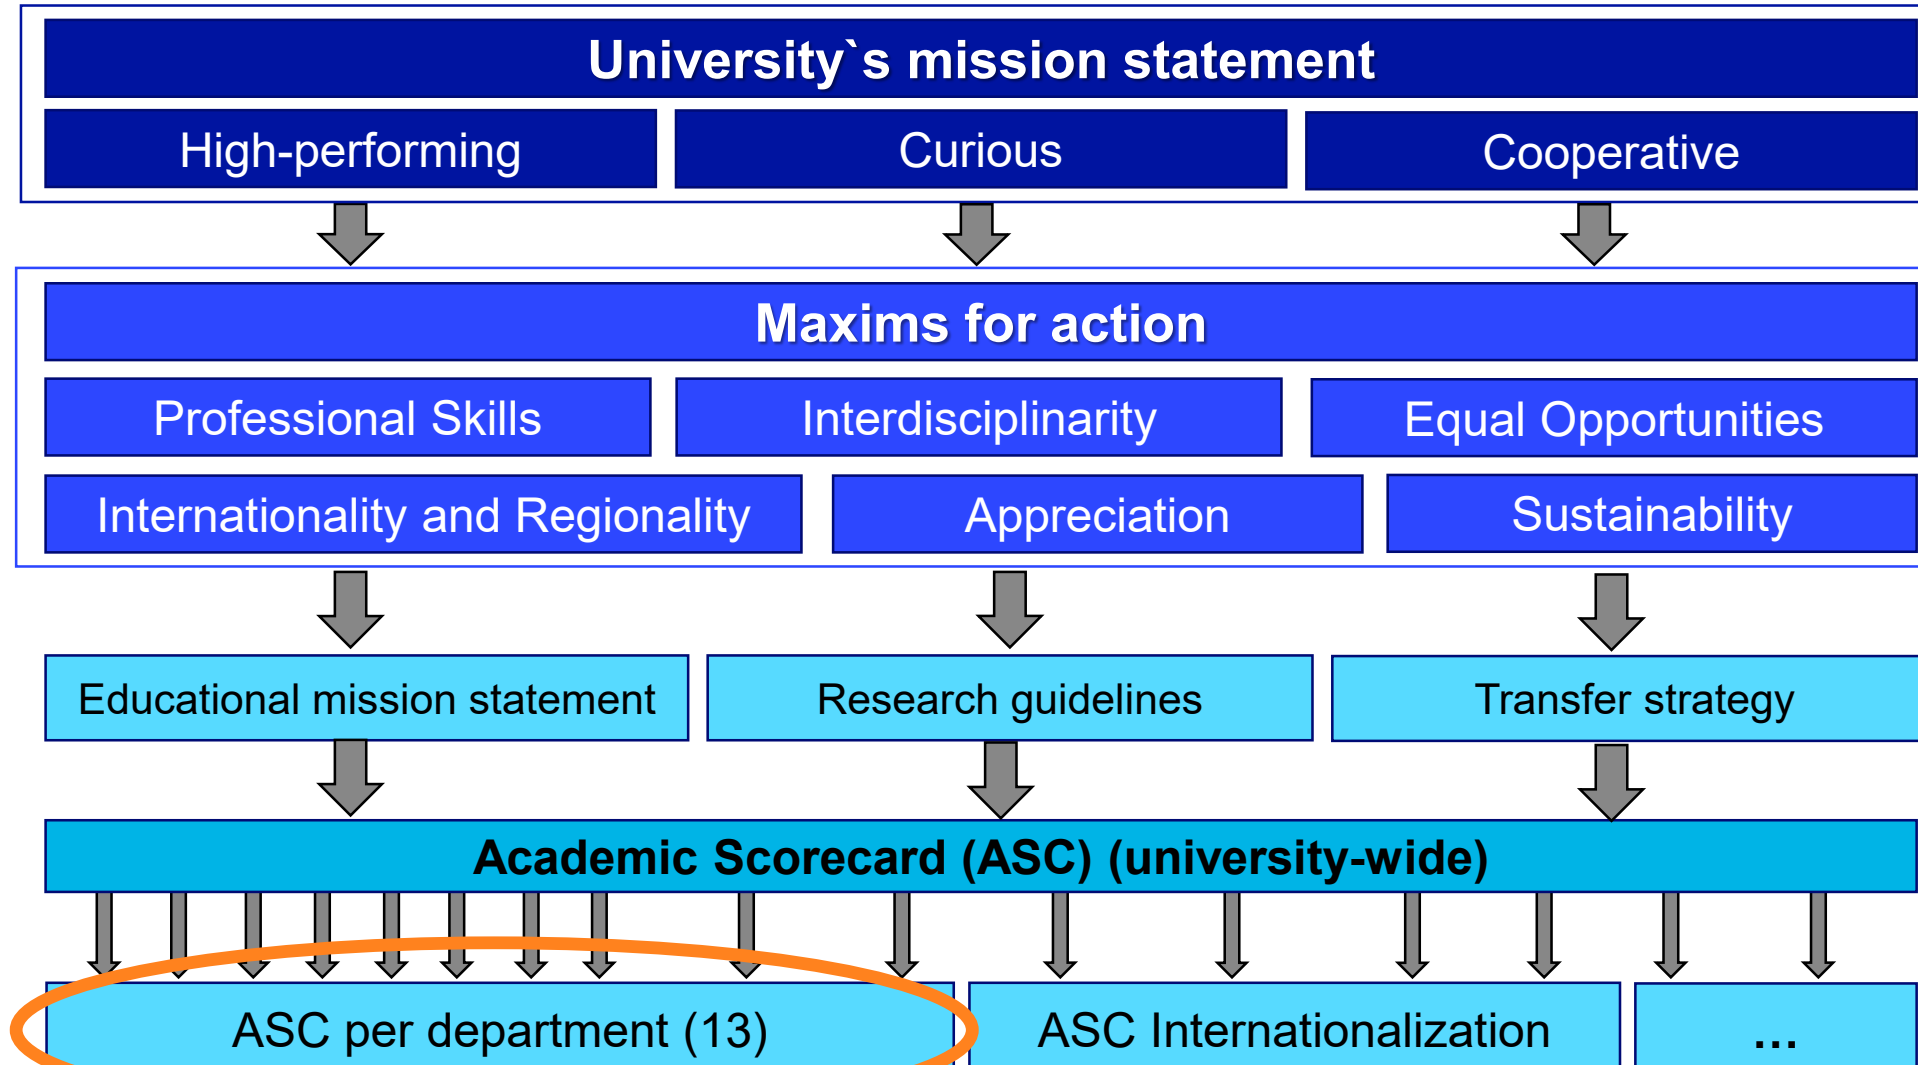 University`s mission statement
High-performing
Curious
Cooperative
Maxims for action
Professional Skills
Interdisciplinarity
Equal Opportunities
Internationality and Regionality
Appreciation
Sustainability
Educational mission statement
Research guidelines
Transfer strategy
Academic Scorecard (ASC) (university-wide)
ASC per department (13)
ASC Internationalization
...